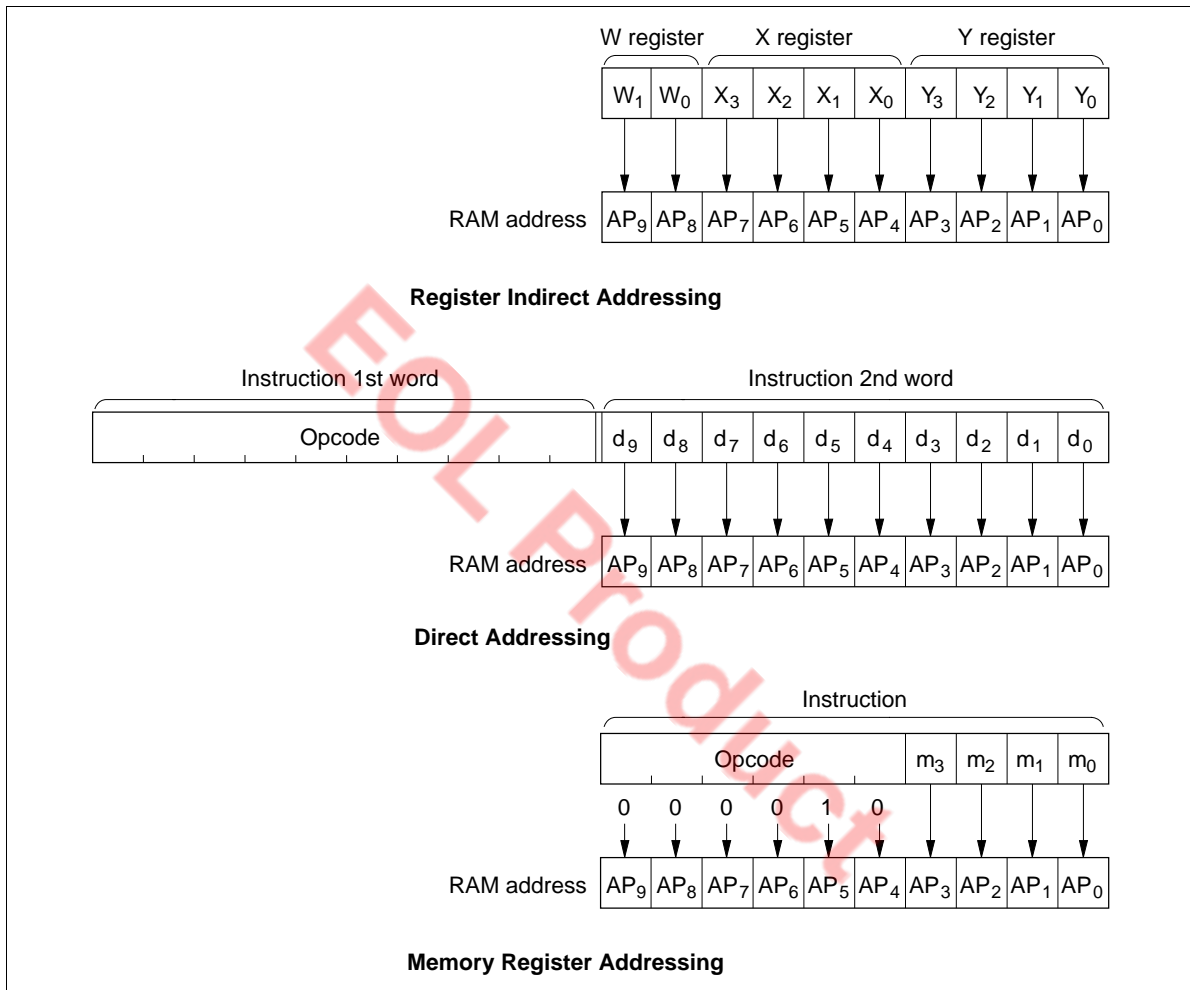 W register X register Y register
W1 W0 X3 X2 X1 X0 Y3 Y2 Y1 Y0
RAM address AP9 AP8 AP7 AP6 AP5 AP4 AP3 AP2 AP1 AP0
Register Indirect Addressing
Instruction 1st word Instruction 2nd word
Opcode d9 d8 d7 d6 d5 d4 d3 d2 d1 d0
RAM address AP9 AP8 AP7 AP6 AP5 AP4 AP3 AP2 AP1 AP0
Direct Addressing
Instruction
Opcode m3 m2 m1 m0
0 0 0 0 1 0
RAM address AP9 AP8 AP7 AP6 AP5 AP4 AP3 AP2 AP1 AP0
Memory Register Addressing
EOL Product